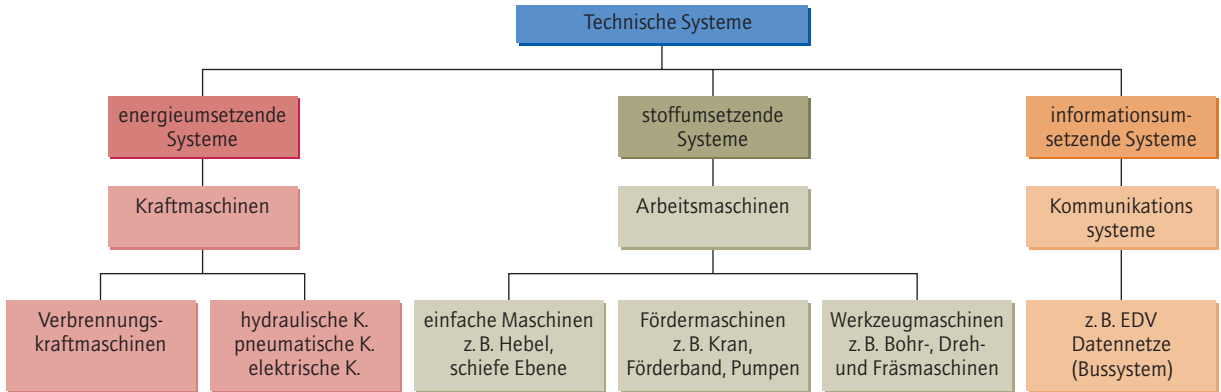 Technische Systeme
energieumsetzende
Systeme
stoffumsetzende
Systeme
informationsum-
setzende Systeme
Kraftmaschinen
Arbeitsmaschinen
Kommunikations
systeme
Verbrennungs-
kraftmaschinen
hydraulische K.
pneumatische K.
elektrische K.
einfache Maschinen
z. B. Hebel,
schiefe Ebene
Fördermaschinen
z. B. Kran,
Förderband, Pumpen
Werkzeugmaschinen
z. B. Bohr-, Dreh-
und Fräsmaschinen
z. B. EDV
Datennetze
(Bussystem)